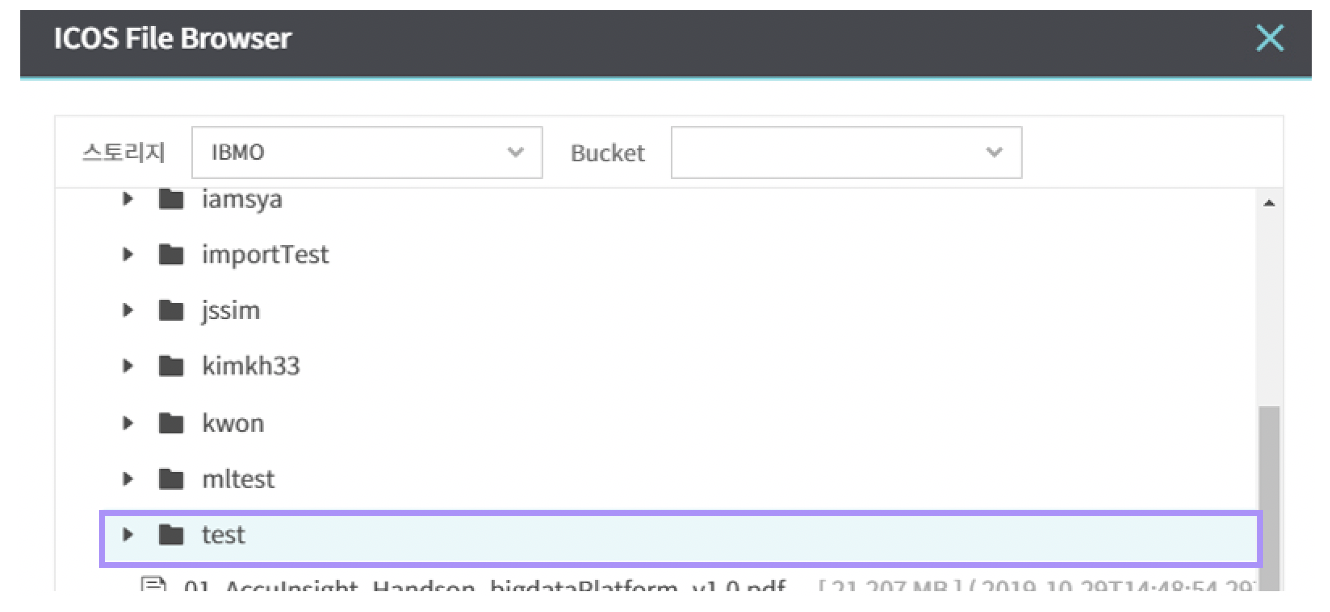 ICOS File Browser
스토리지 IBMO Bucket
iamsya
importTest
jssim
kimkh33
kwon
mltest
test
01_AccuInsight_Handson_bigdataPlatform_v1.0.pdf [ 21.207 MB ] ( 2019-10-29T14:48:54.29